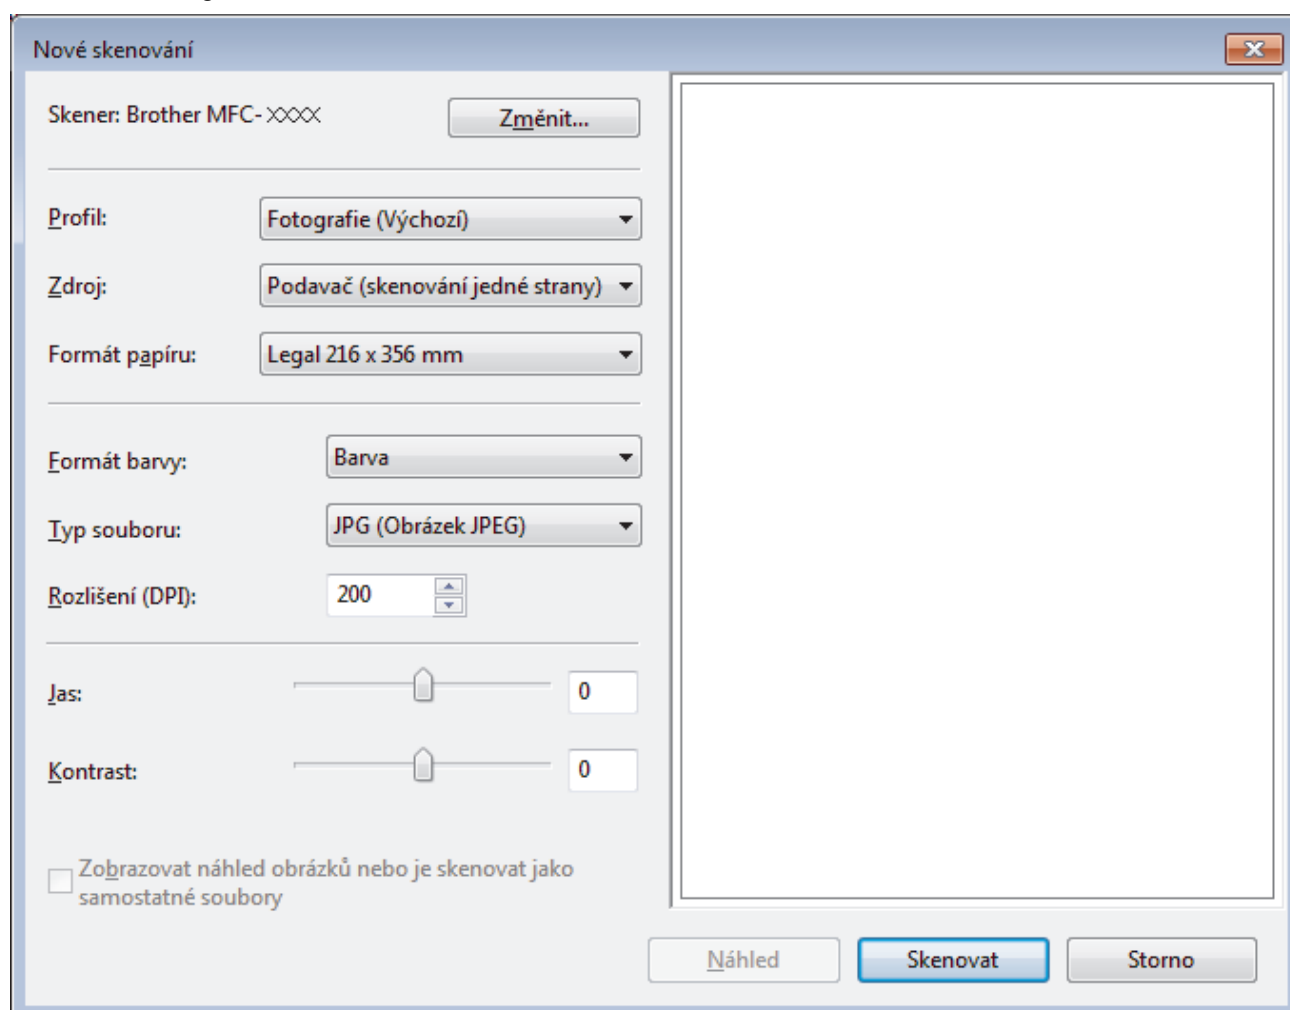 Nové skenování
Skener: Brother MFC-XXXX
Změnit...
Profil:
Fotografie (Výchozí)
Zdroj:
Podavač (skenování jedné strany)
Formát papíru:
Legal 216 x 356 mm
Formát barvy:
Barva
Typ souboru:
JPG (Obrázek JPEG)
Rozlišení (DPI):
200
Jas:
0
Kontrast:
0
Zobrazovat náhled obrázků nebo je skenovat jako
samostatné soubory
Náhled
Skenovat
Storno